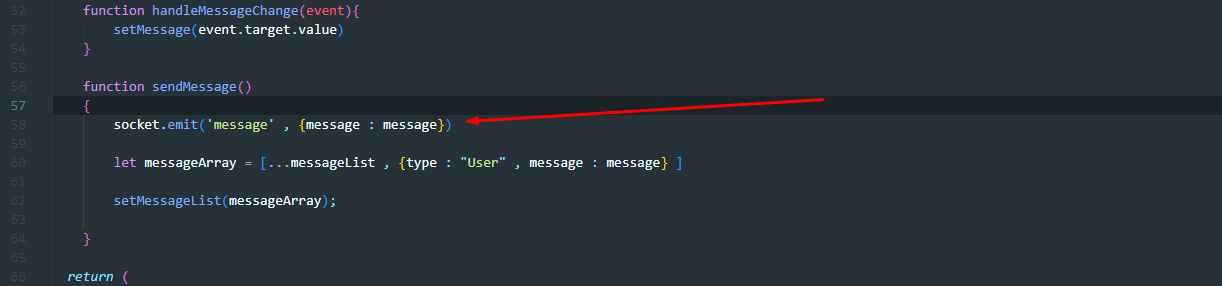 52 function handleMessageChange(event){
53 setMessage(event.target.value)
54 }
55
56 function sendMessage()
57 {
58 socket.emit('message' , {message : message})
59
60 let messageArray = [...messageList , {type : "User" , message : message} ]
61
62 setMessageList(messageArray);
63
64 }
65
66 return (